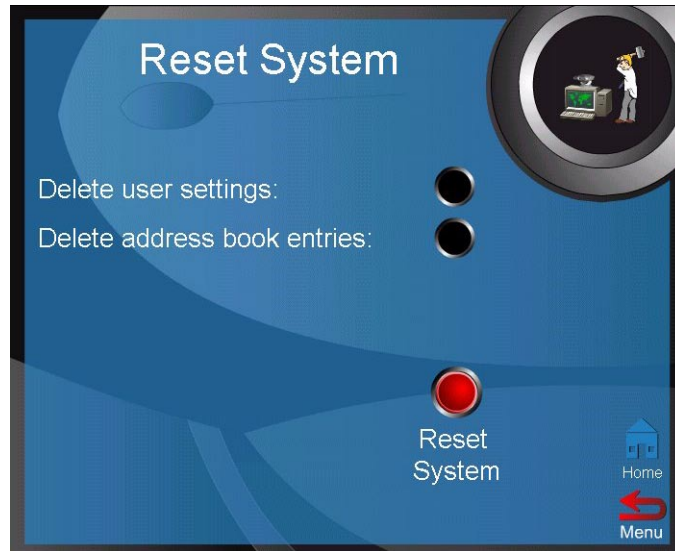 Reset System
Delete user settings:
Delete address book entries:
Reset
System
Home
Menu